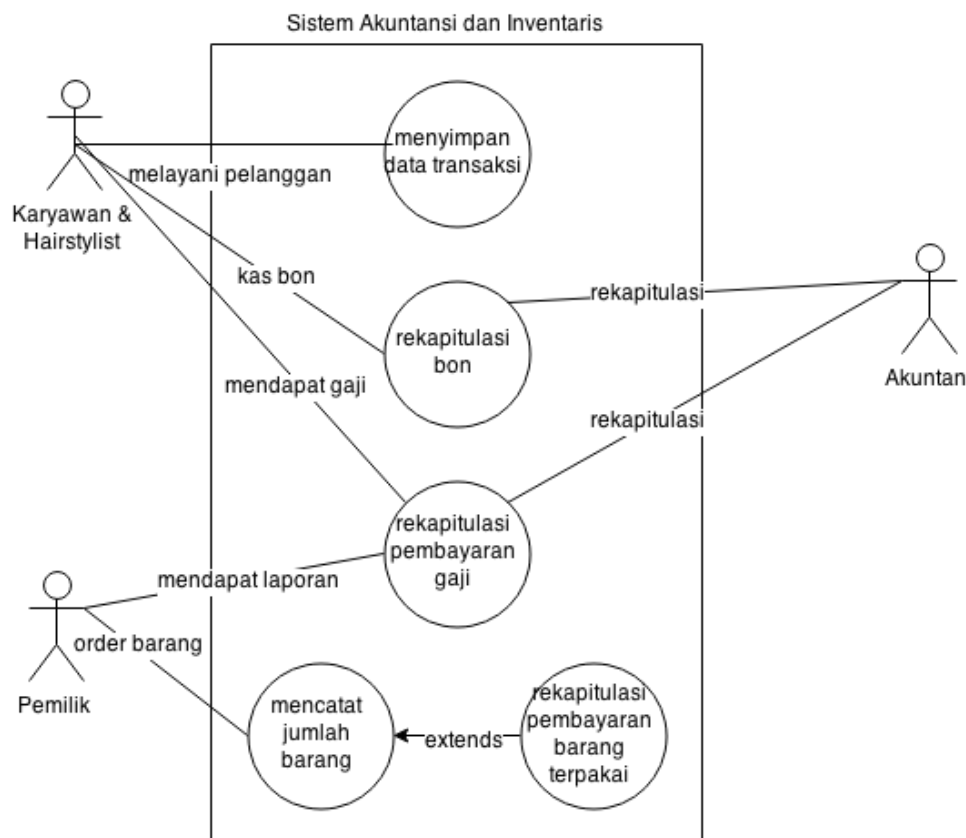 Sistem Akuntansi dan Inventaris
menyimpan
data transaksi
melayani pelanggan
Karyawan &
Hairstylist
kas bon
rekapitulasi
rekapitulasi
bon
Akuntan
mendapat gaji
rekapitulasi
rekapitulasi
pembayaran
gaji
mendapat laporan
order barang
Pemilik
mencatat
jumlah
barang
extends
rekapitulasi
pembayaran
barang
terpakai